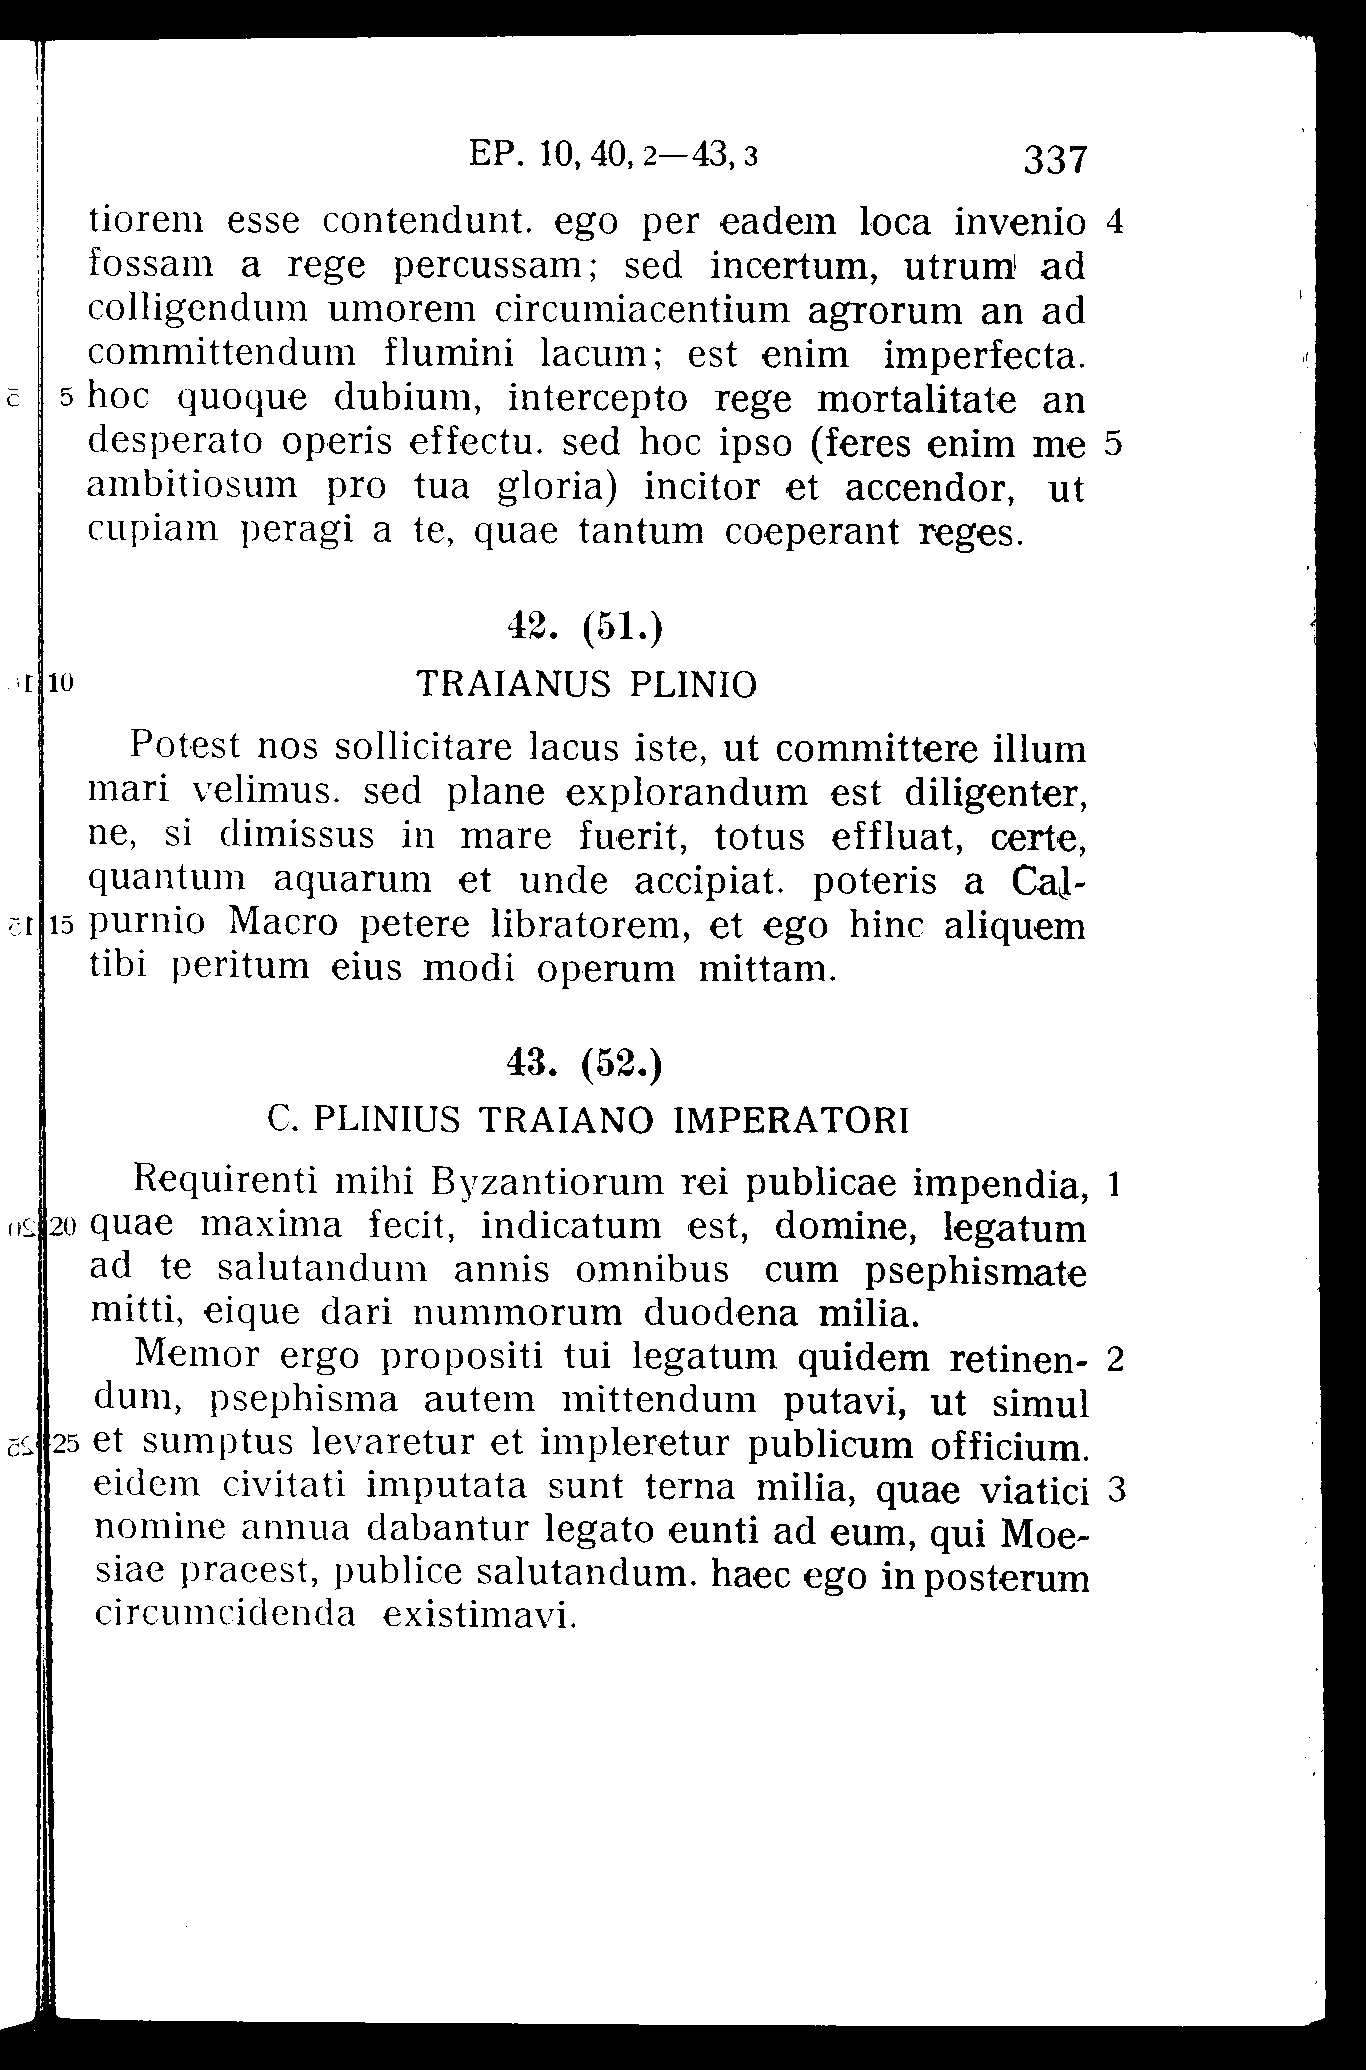 EP. 10, 40, 2—43, 3 337
tiorem esse contendunt. ego per eadem loca invenio 4
fossam a rege percussam; sed incertum, utrum ad
colligendum umorem circumiacentium agrorum an ad
committendum flumini lacum; est enim imperfecta.
5 hoc quoque dubium, intercepto rege mortalitate an
desperato operis effectu. sed hoc ipso (feres enim me 5
ambitiosum pro tua gloria) incitor et accendor, ut
cupiam peragi a te, quae tantum coeperant reges.
42. (51.)
10 TRAIANUS PLINIO
Potest nos sollicitare lacus iste, ut committere illum
mari velimus. sed plane explorandum est diligenter,
ne, si dimissus in mare fuerit, totus effluat, certe,
quantum aquarum et unde accipiat. poteris a Cal-
15 purnio Macro petere libratorem, et ego hinc aliquem
tibi peritum eius modi operum mittam.
43. (52.)
C. PLINIUS TRAIANO IMPERATORI
Requirenti mihi Byzantiorum rei publicae impendia, 1
20 quae maxima fecit, indicatum est, domine, legatum
ad te salutandum annis omnibus cum psephismate
mitti, eique dari nummorum duodena milia.
Memor ergo propositi tui legatum quidem retinen- 2
dum, psephisma autem mittendum putavi, ut simul
25 et sumptus levaretur et impleretur publicum officium.
eidem civitati imputata sunt terna milia, quae viatici 3
nomine annua dabantur legato eunti ad eum, qui Moe-
siae praeest, publice salutandum. haec ego in posterum
circumcidenda existimavi.